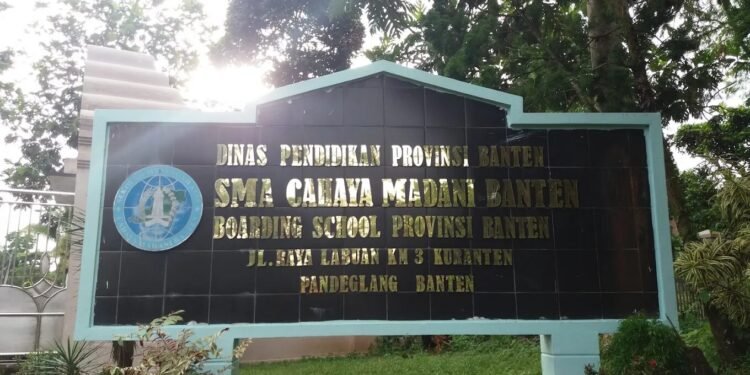 DINAS PENDIDIKAN PROVINSI BANTEN
SMA CAHAYA MADANI BANTEN
BOARDING SCHOOL PROVINSI BANTEN
JL. RAYA LABUAN KM 3 KURANTEN
PANDEGLANG BANTEN